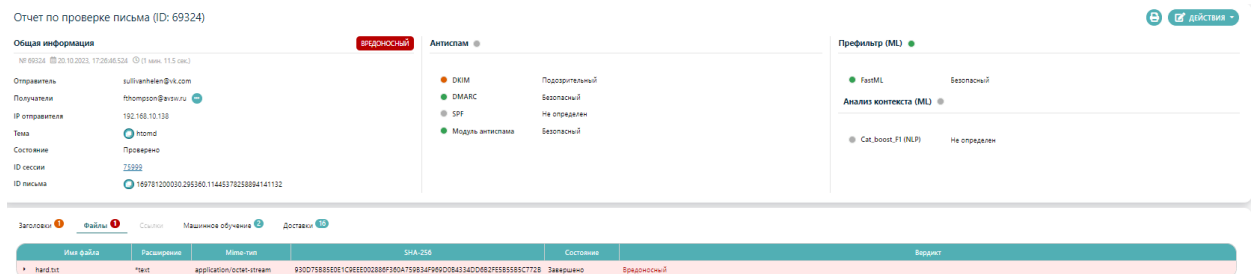 Отчет по проверке письма (ID: 69324)
ДЕЙСТВИЯ
Общая информация
ВРЕДОНОСНЫЙ
№ 69324 20.10.2023, 17:26:46.524 (1 мин. 11.5 сек.)
Отправитель sullivanhelen@vk.com
Получатели fthompson@avsw.ru
IP отправителя 192.168.10.138
Тема htomd
Состояние Проверено
ID сессии 75999
ID письма 169781200030.295360.11445378258894141132
Антиспам
DKIM Подозрительный
DMARC Безопасный
SPF Не определен
Модуль антиспама Безопасный
Префильтр (ML)
FastML Безопасный
Анализ контекста (ML)
Cat_boost_F1 (NLP) Не определен
Заголовки 1 Файлы 1 Ссылки Машинное обучение 2 Доставки 16
Имя файла Расширение Mime-тип SHA-256 Состояние Вердикт
hard.txt *text application/octet-stream 930D75B85E0E1C9EEE002886F360A759B34F969D0B4334DD6B2FE5B55B5C772B Завершено Вредоносный